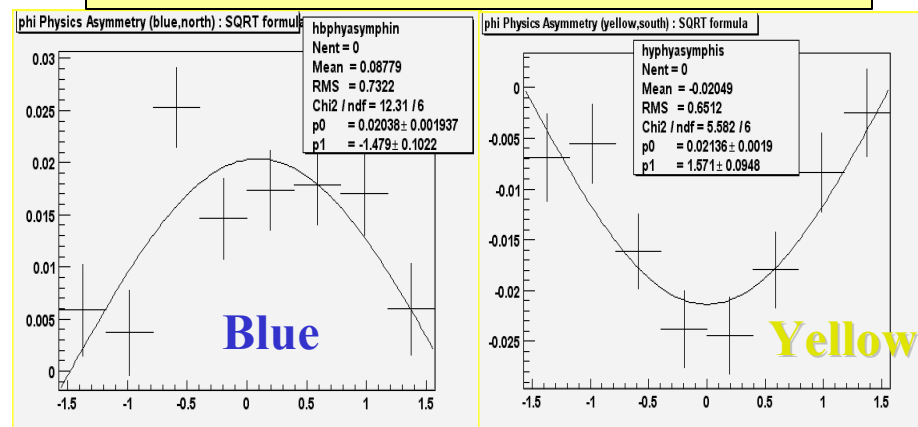 phi Physics Asymmetry (blue,north) : SQRT formula
hbphyasymphin
Nent = 0
Mean = 0.08779
RMS = 0.7322
Chi2 / ndf = 12.31 / 6
p0 = 0.02038± 0.001937
p1 = -1.479± 0.1022
0.03
0.025
0.02
0.015
0.01
0.005
0
-1.5 -1 -0.5 0 0.5 1 1.5
Blue
phi Physics Asymmetry (yellow,south) : SQRT formula
hyphyasymphis
Nent = 0
Mean = -0.02049
RMS = 0.6512
Chi2 / ndf = 5.582 / 6
p0 = 0.02136± 0.0019
p1 = 1.571± 0.0948
0
-0.005
-0.01
-0.015
-0.02
-0.025
-1.5 -1 -0.5 0 0.5 1 1.5
Yellow